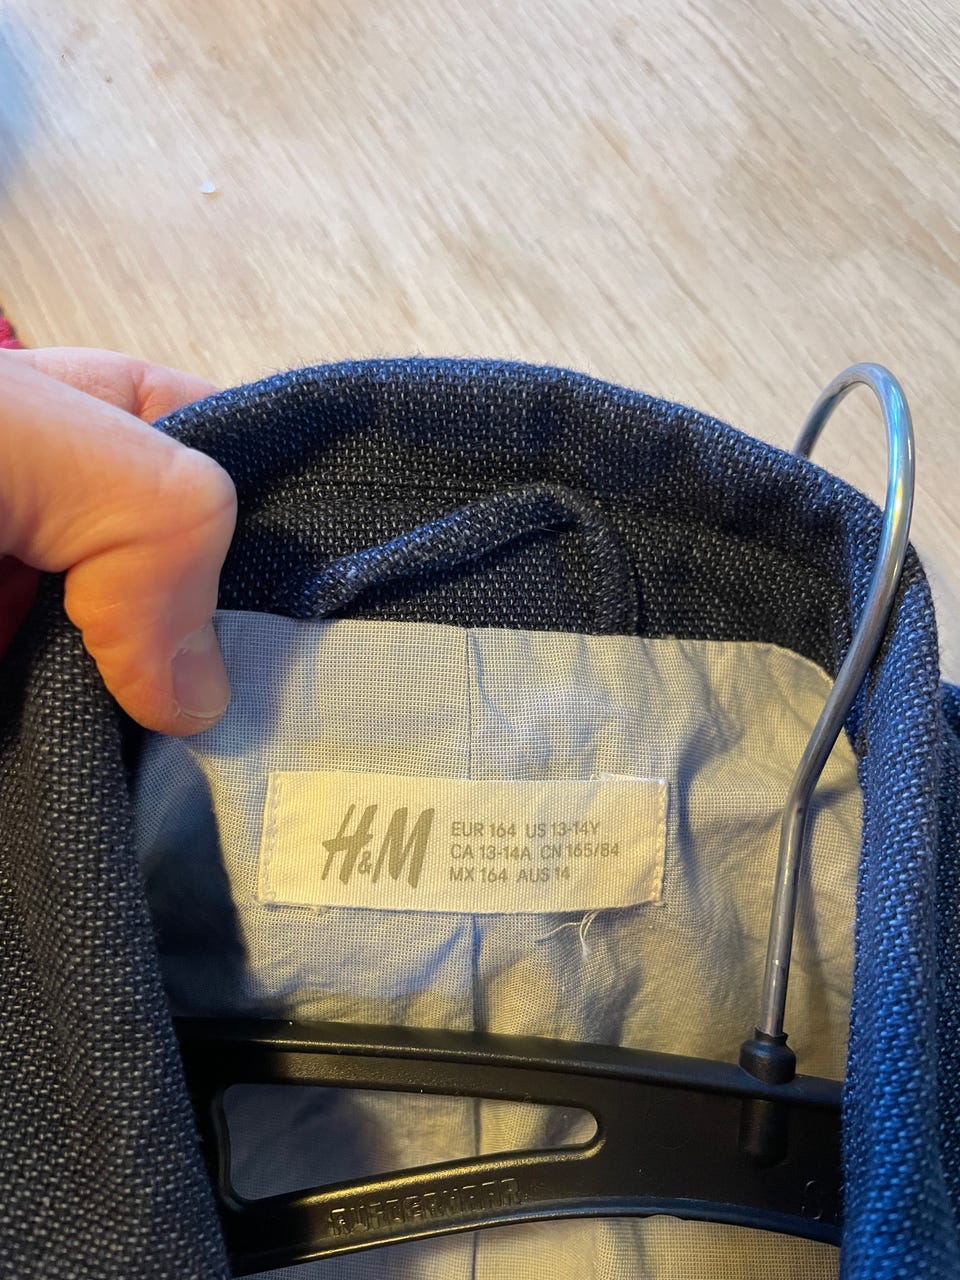 H&M
EUR 164 US 13-14Y
CA 13-14A CN 165/84
MX 164 AUS 14